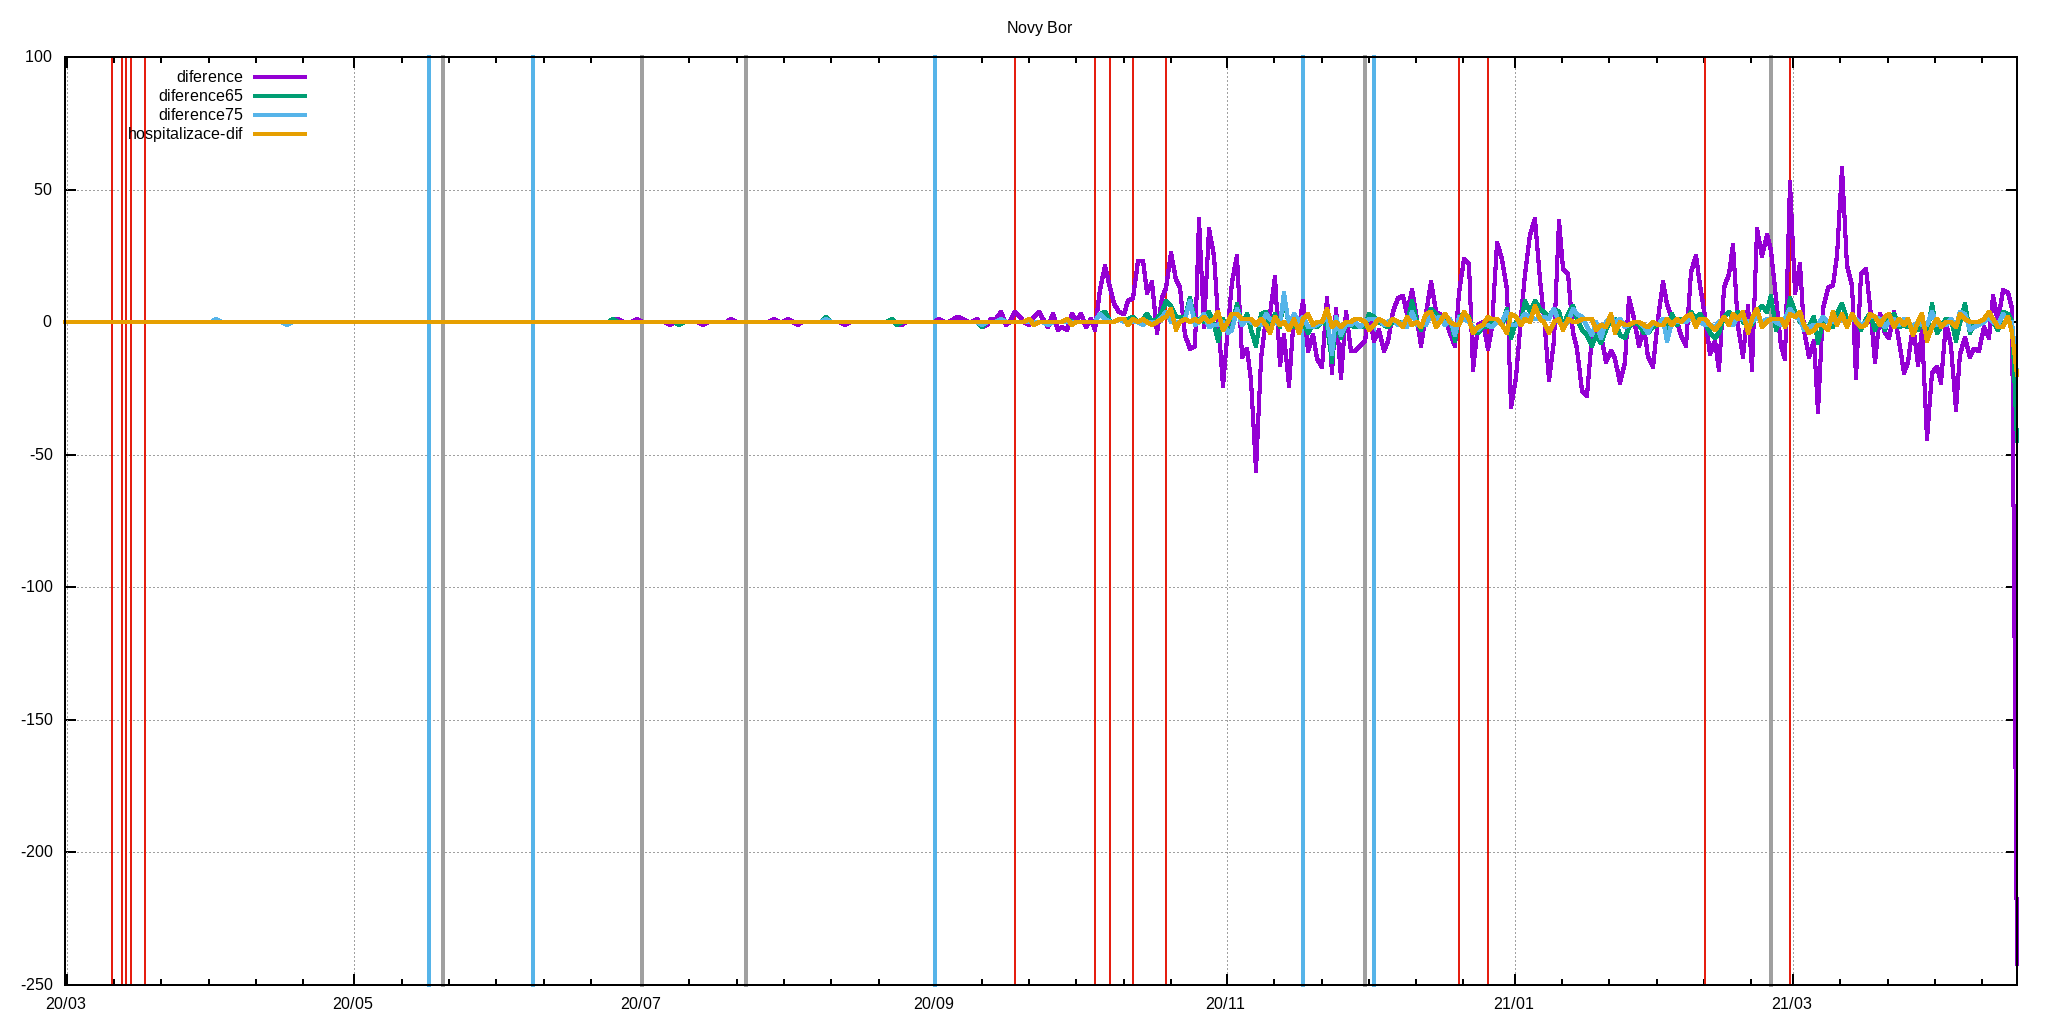 Novy Bor
100
diference
diference65
diference75
hospitalizace-dif
50
0
-50
-100
-150
-200
-250
20/03 20/05 20/07 20/09 20/11 21/01 21/03